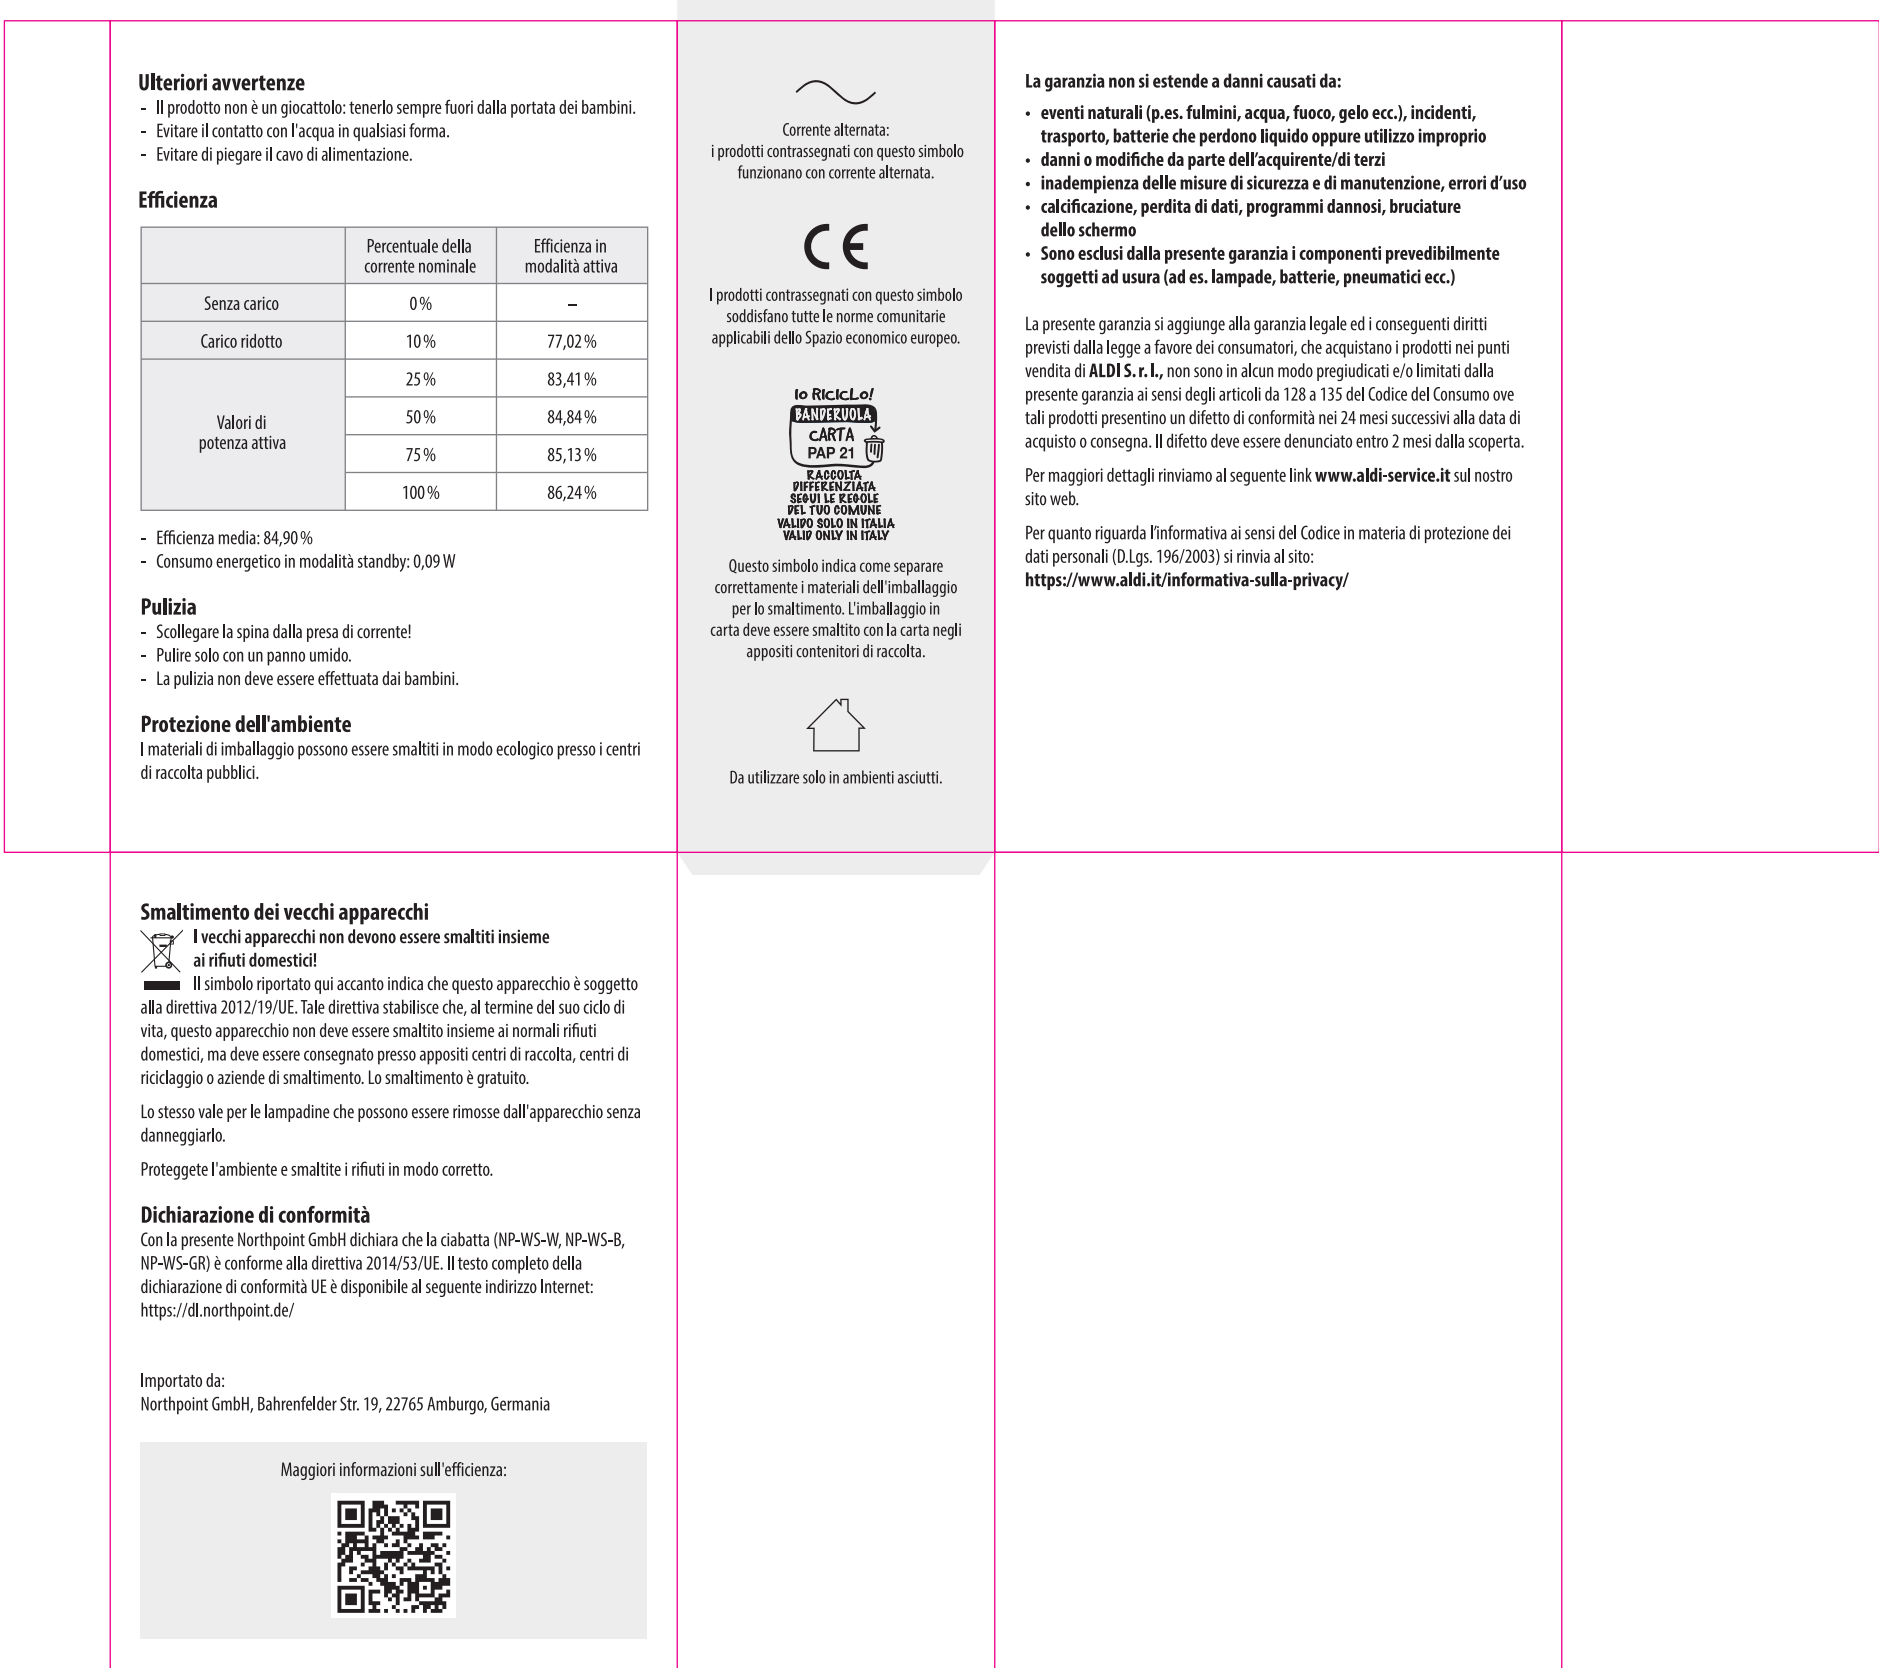 Ulteriori avvertenze
- Il prodotto non è un giocattolo: tenerlo sempre fuori dalla portata dei bambini.
- Evitare il contatto con l'acqua in qualsiasi forma.
- Evitare di piegare il cavo di alimentazione.
Efficienza
Percentuale della corrente nominale
Efficienza in modalità attiva
Senza carico 0 % –
Carico ridotto 10 % 77,02 %
Valori di potenza attiva
25 % 83,41 %
50 % 84,84 %
75 % 85,13 %
100 % 86,24 %
- Efficienza media: 84,90 %
- Consumo energetico in modalità standby: 0,09 W
Pulizia
- Scollegare la spina dalla presa di corrente!
- Pulire solo con un panno umido.
- La pulizia non deve essere effettuata dai bambini.
Protezione dell'ambiente
I materiali di imballaggio possono essere smaltiti in modo ecologico presso i centri
di raccolta pubblici.
Corrente alternata:
i prodotti contrassegnati con questo simbolo
funzionano con corrente alternata.
CE
I prodotti contrassegnati con questo simbolo
soddisfano tutte le norme comunitarie
applicabili dello Spazio economico europeo.
Io RICICLO!
BANDERUOLA
CARTA
PAP 21
RACCOLTA
DIFFERENZIATA
SEGUI LE REGOLE
DEL TUO COMUNE
VALIDO SOLO IN ITALIA
VALID ONLY IN ITALY
Questo simbolo indica come separare
correttamente i materiali dell'imballaggio
per lo smaltimento. L'imballaggio in
carta deve essere smaltito con la carta negli
appositi contenitori di raccolta.
Da utilizzare solo in ambienti asciutti.
La garanzia non si estende a danni causati da:
• eventi naturali (p.es. fulmini, acqua, fuoco, gelo ecc.), incidenti,
trasporto, batterie che perdono liquido oppure utilizzo improprio
• danni o modifiche da parte dell’acquirente/di terzi
• inadempienza delle misure di sicurezza e di manutenzione, errori d’uso
• calcificazione, perdita di dati, programmi dannosi, bruciature
dello schermo
• Sono esclusi dalla presente garanzia i componenti prevedibilmente
soggetti ad usura (ad es. lampade, batterie, pneumatici ecc.)
La presente garanzia si aggiunge alla garanzia legale ed i conseguenti diritti
previsti dalla legge a favore dei consumatori, che acquistano i prodotti nei punti
vendita di ALDI S. r. l., non sono in alcun modo pregiudicati e/o limitati dalla
presente garanzia ai sensi degli articoli da 128 a 135 del Codice del Consumo ove
tali prodotti presentino un difetto di conformità nei 24 mesi successivi alla data di
acquisto o consegna. Il difetto deve essere denunciato entro 2 mesi dalla scoperta.
Per maggiori dettagli rinviamo al seguente link www.aldi-service.it sul nostro
sito web.
Per quanto riguarda l’informativa ai sensi del Codice in materia di protezione dei
dati personali (D.Lgs. 196/2003) si rinvia al sito:
https://www.aldi.it/informativa-sulla-privacy/
Smaltimento dei vecchi apparecchi
I vecchi apparecchi non devono essere smaltiti insieme
ai rifiuti domestici!
Il simbolo riportato qui accanto indica che questo apparecchio è soggetto
alla direttiva 2012/19/UE. Tale direttiva stabilisce che, al termine del suo ciclo di
vita, questo apparecchio non deve essere smaltito insieme ai normali rifiuti
domestici, ma deve essere consegnato presso appositi centri di raccolta, centri di
riciclaggio o aziende di smaltimento. Lo smaltimento è gratuito.
Lo stesso vale per le lampadine che possono essere rimosse dall'apparecchio senza
danneggiarlo.
Proteggete l'ambiente e smaltite i rifiuti in modo corretto.
Dichiarazione di conformità
Con la presente Northpoint GmbH dichiara che la ciabatta (NP-WS-W, NP-WS-B,
NP-WS-GR) è conforme alla direttiva 2014/53/UE. Il testo completo della
dichiarazione di conformità UE è disponibile al seguente indirizzo Internet:
https://dl.northpoint.de/
Importato da:
Northpoint GmbH, Bahrenfelder Str. 19, 22765 Amburgo, Germania
Maggiori informazioni sull'efficienza: